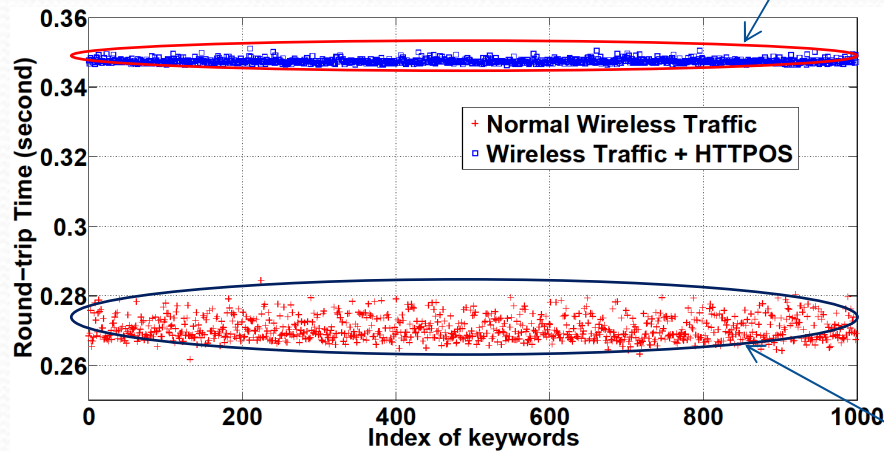 0.36
0.34
0.32
0.3
0.28
0.26
Round-trip Time (second)
+ Normal Wireless Traffic
Wireless Traffic + HTTPOS
0 200 400 600 800 1000
Index of keywords